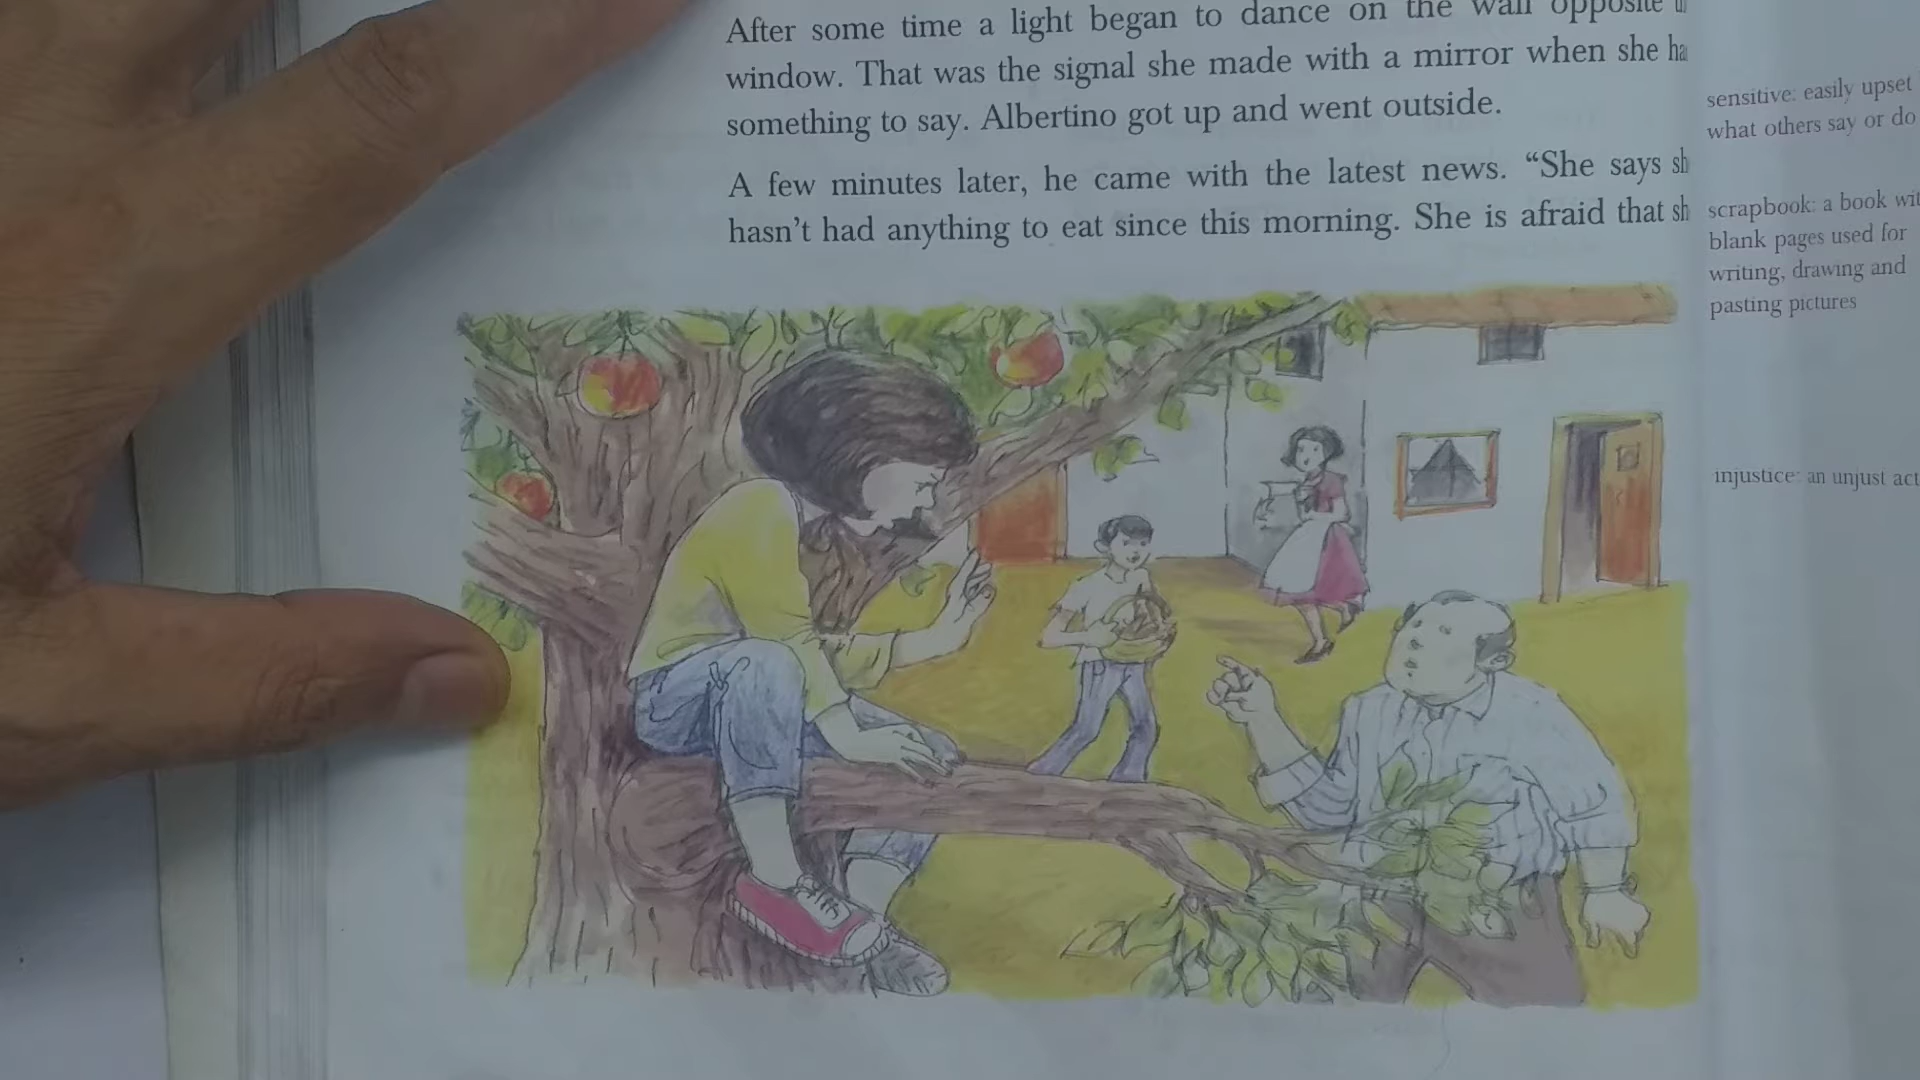 After some time a light began to dance on the wall opposite
window. That was the signal she made with a mirror when she
something to say. Albertino got up and went outside.
A few minutes later, he came with the latest news. “She says
hasn’t had anything to eat since this morning. She is afraid that
sensitive: easily upset
what others say or do
scrapbook: a book
blank pages used for
writing, drawing and
pasting pictures
injustice: an unjust act